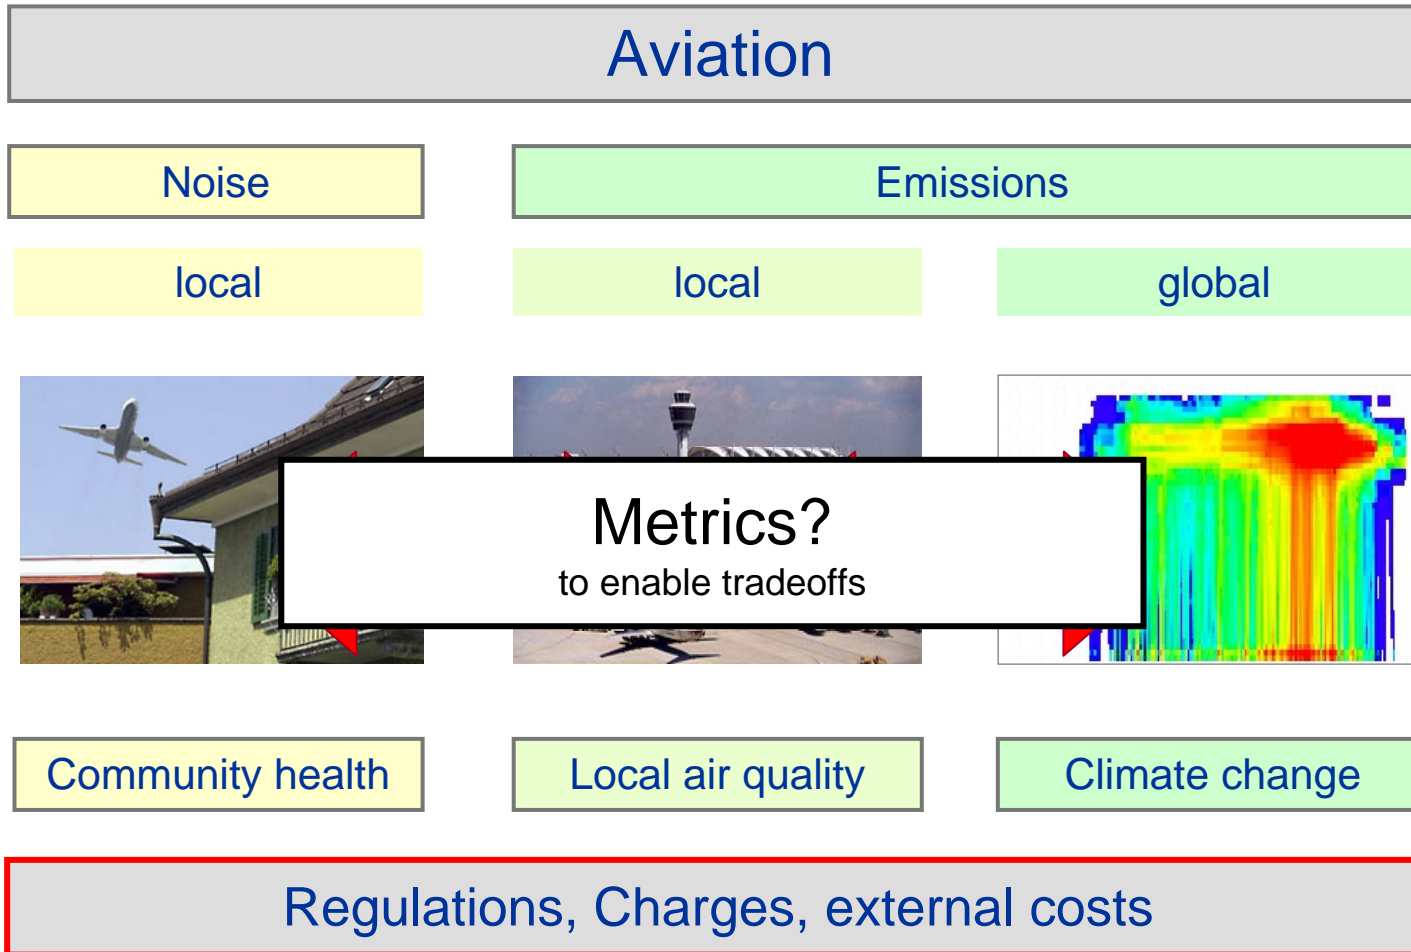 Aviation
Noise
Emissions
local
local
global
Metrics?
to enable tradeoffs
Community health
Local air quality
Climate change
Regulations, Charges, external costs